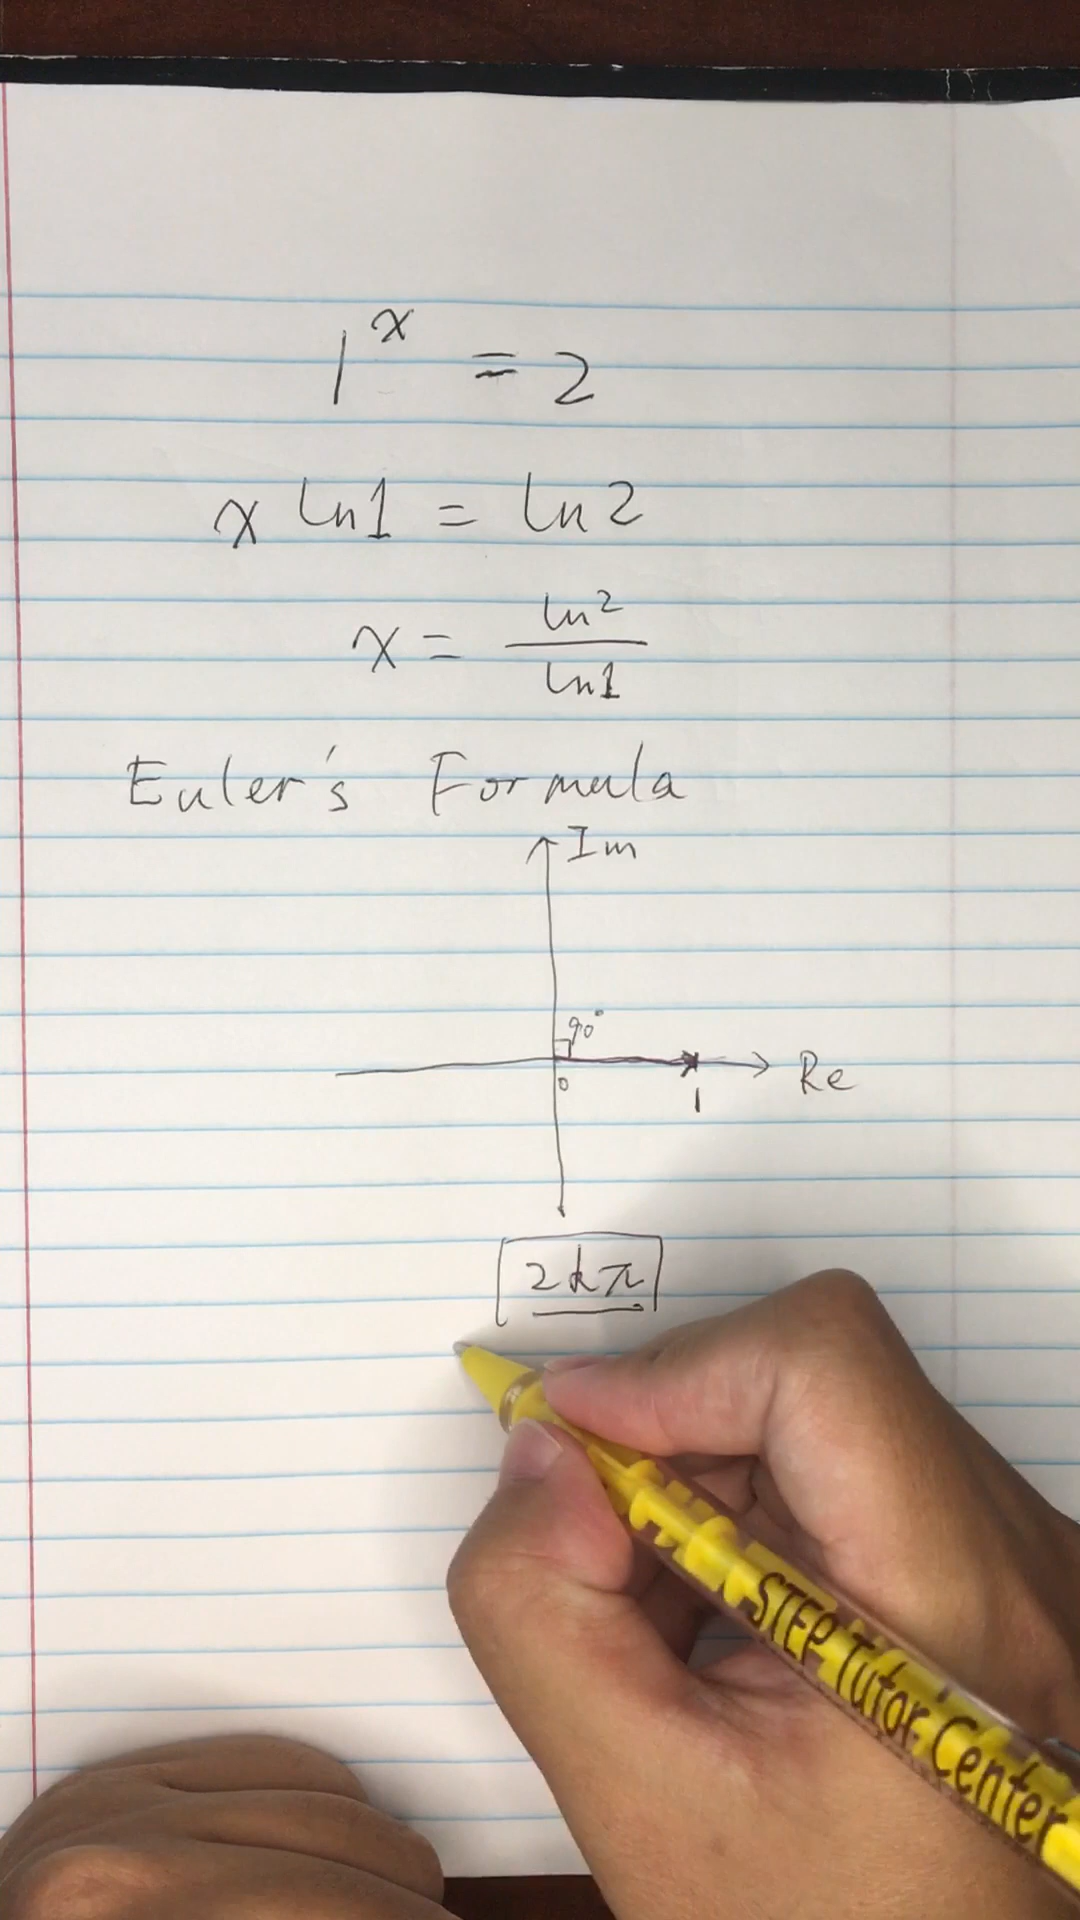 1^x = 2
x ln1 = ln2
x = ln2/ln1
Euler's Formula
Im
90°
0
1
Re
2kπ
STEP Tutor Center